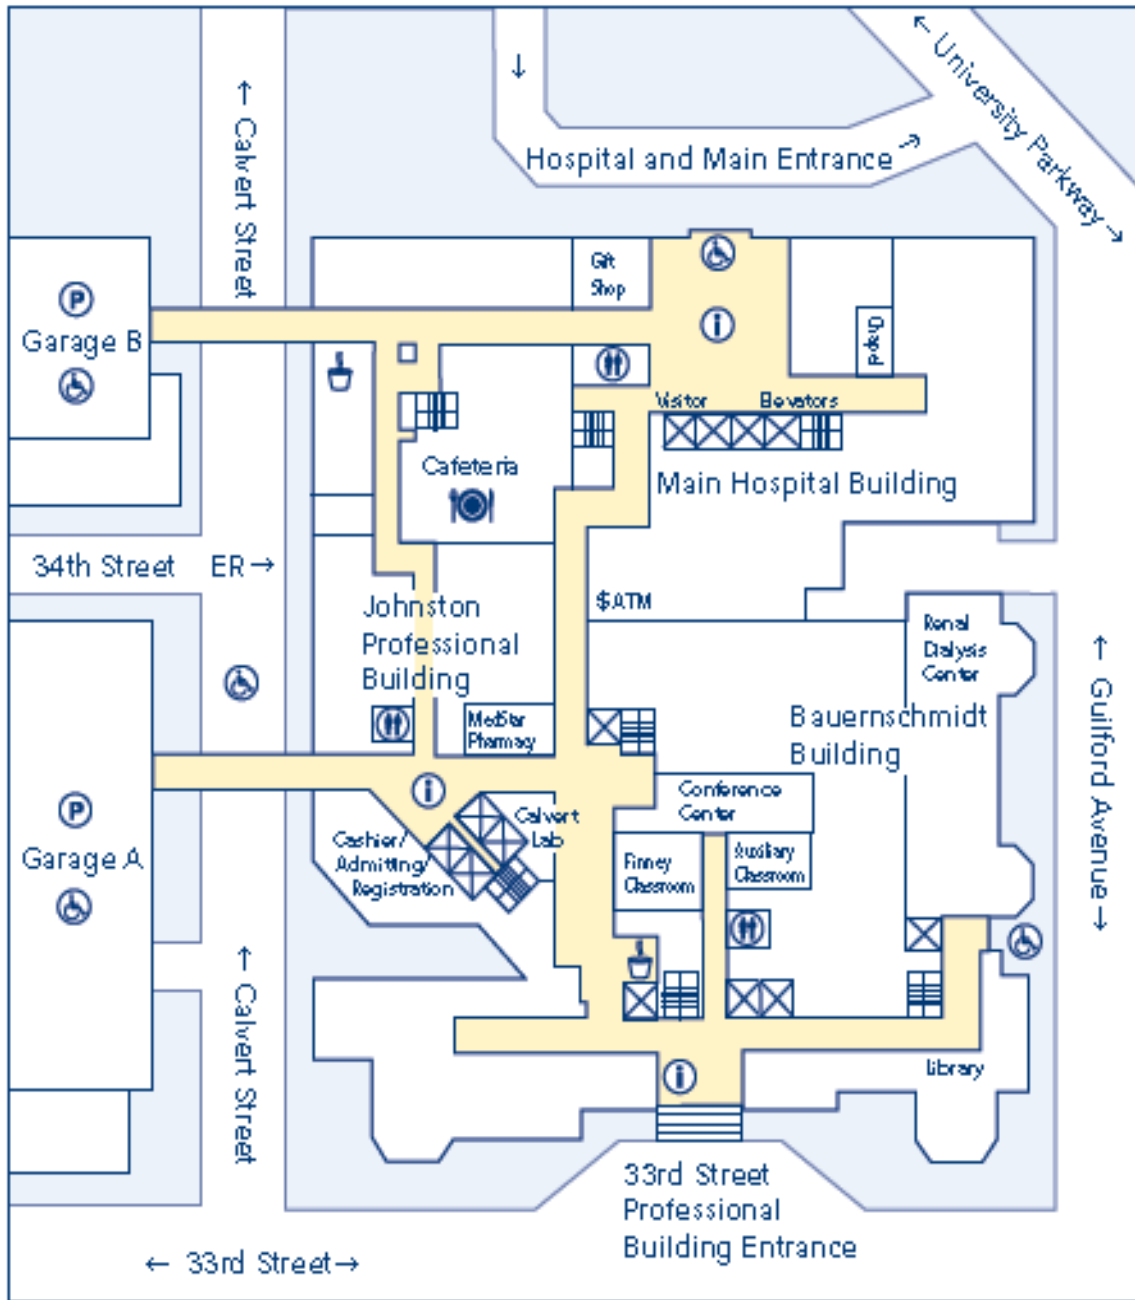 ← University Parkway →
← Calvert Street
↓
Hospital and Main Entrance ↗
Gift
Shop
i
Chapel
P
Garage B
Visitor Elevators
Cafeteria
Main Hospital Building
34th Street ER →
$ATM
Johnston
Professional
Building
Renal
Dialysis
Center
← Guilford Avenue →
MedStar
Pharmacy
Bauernschmidt
Building
i
P
Garage A
Conference
Center
Calvert
Lab
Cashier/
Admitting/
Registration
Finney
Classroom
Auxiliary
Classroom
← Calvert Street
i
Library
33rd Street
Professional
Building Entrance
← 33rd Street →